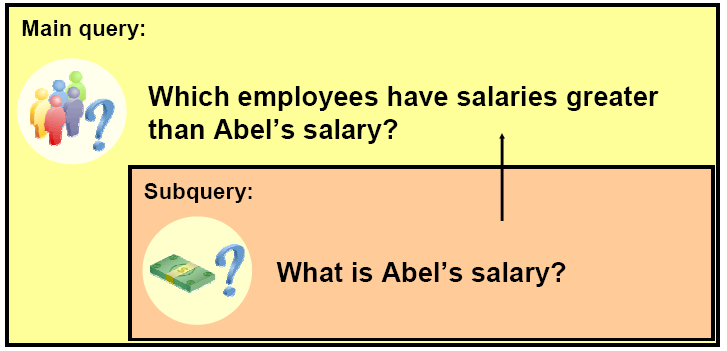 Main query:
Which employees have salaries greater
than Abel’s salary?
Subquery:
What is Abel’s salary?